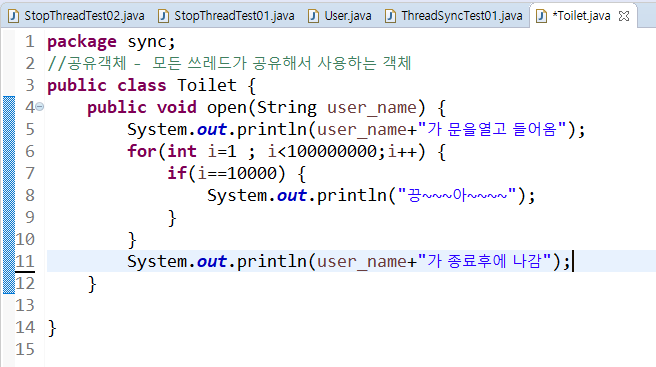 StopThreadTest02.java StopThreadTest01.java User.java ThreadSyncTest01.java *Toilet.java
1 package sync;
2 //공유객체 - 모든 쓰레드가 공유해서 사용하는 객체
3 public class Toilet {
4 public void open(String user_name) {
5 System.out.println(user_name+"가 문을열고 들어옴");
6 for(int i=1 ; i<100000000;i++) {
7 if(i==10000) {
8 System.out.println("끙~~~아~~~~");
9 }
10 }
11 System.out.println(user_name+"가 종료후에 나감");
12 }
13
14 }
15